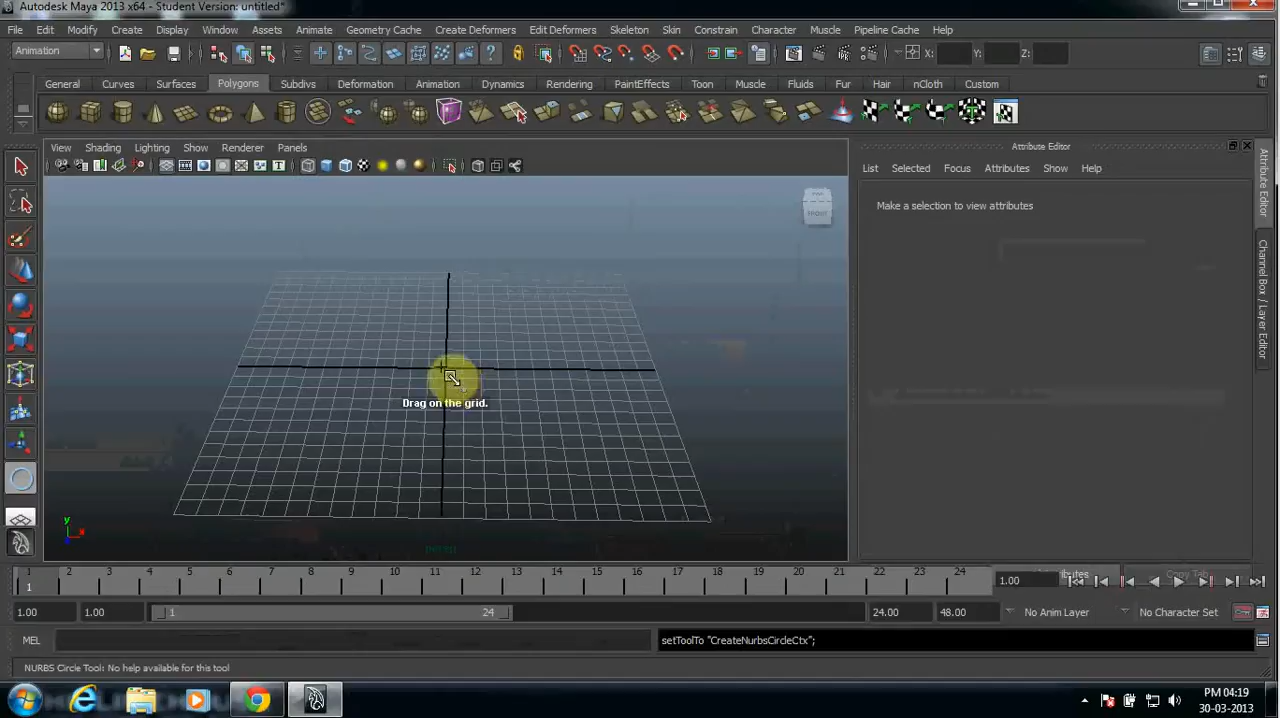 Autodesk Maya 2013 x64 - Student Version: untitled*
File Edit Modify Create Display Window Assets Animate Geometry Cache Create Deformers Edit Deformers Skeleton Skin Constrain Character Muscle Pipeline Cache Help
Animation X: Y: Z:
General Curves Surfaces Polygons Subdivs Deformation Animation Dynamics Rendering PaintEffects Toon Muscle Fluids Fur Hair nCloth Custom
View Shading Lighting Show Renderer Panels
Attribute Editor
List Selected Focus Attributes Show Help
Make a selection to view attributes
Attribute Editor
Channel Box / Layer Editor
FRONT
Drag on the grid.
y
x
persp
1 2 3 4 5 6 7 8 9 10 11 12 13 14 15 16 17 18 19 20 21 22 23 24
1
1.00
Copy Tab
1.00 1.00 1 24 24.00 48.00 No Anim Layer No Character Set
MEL setToolTo "CreateNurbsCircleCtx";
NURBS Circle Tool: No help available for this tool
PM 04:19
30-03-2013